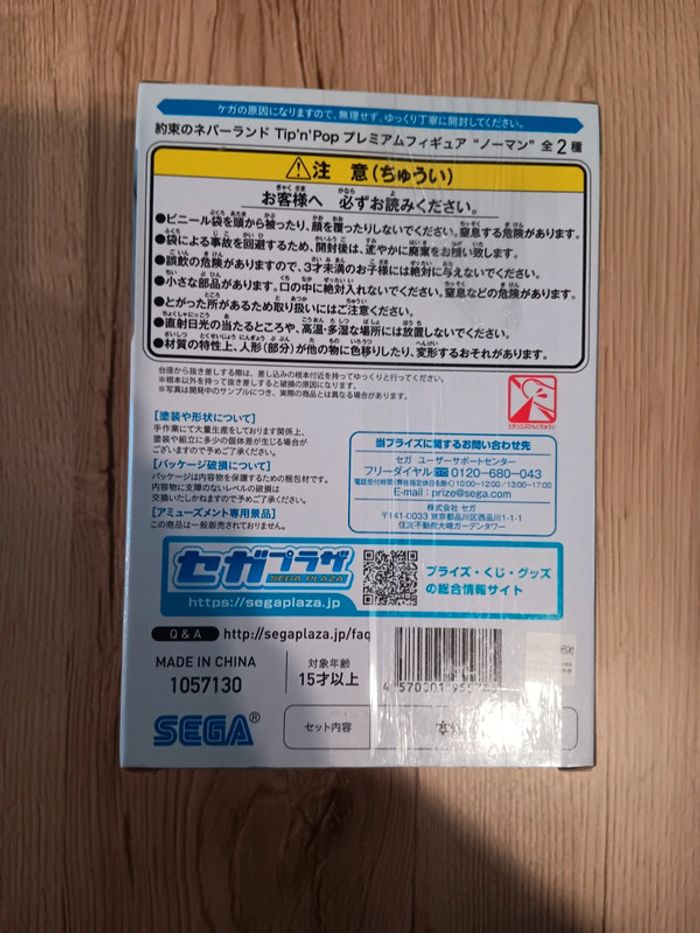 ケガの原因になりますので、無理せず、ゆっくり丁寧に開封してください。
約束のネバーランド Tip'n'Pop プレミアムフィギュア “ノーマン” 全2種
注 意(ちゅうい)
お客様へ 必ずお読みください。
●ビニール袋を頭から被ったり、顔を覆ったりしないでください。窒息する危険があります。
●袋による事故を回避するため、開封後は、速やかに廃棄をお願い致します。
●誤飲の危険がありますので、3才未満のお子様には絶対に与えないでください。
●小さな部品があります。口の中に絶対入れないでください。窒息などの危険があります。
●とがった所があるため取り扱いにはご注意ください。
●直射日光の当たるところや、高温・多湿な場所には放置しないでください。
●材質の特性上、人形(部分)が他の物に色移りしたり、変形するおそれがあります。
台座から抜き差しする際は、差し込みの根本付近を持ってゆっくりと行ってください。
※根本以外を持って抜き差しすると破損の原因になります。
※写真は開発中のサンプルにつき、実際の商品とは異なる場合があります。
とがったぶひんにちゅうい
[塗装や形状について]
手作業にて大量生産をしております関係上、
塗装や組立に多少の個体差が生じる場合が
ございますので予めご了承ください。
[パッケージ破損について]
パッケージは内容物を保護するための梱包材です。
内容物に支障のないレベルの破損は
交換いたしかねますので予めご了承ください。
[アミューズメント専用景品]
この商品は一般販売されておりません。
当プライズに関するお問い合わせ先
セガ ユーザーサポートセンター
フリーダイヤル 0120-680-043
電話受付時間(弊社指定休日を除く)10:00~12:00/13:00~17:00
E-mail : prize@sega.com
株式会社 セガ
〒141-0033 東京都品川区西品川1-1-1
住友不動産大崎ガーデンタワー
セガプラザ
SEGA PLAZA
https://segaplaza.jp
プライズ・くじ・グッズ
の総合情報サイト
Q & A http://segaplaza.jp/faq
MADE IN CHINA
1057130
対象年齢
15才以上
SEGA®
セット内容